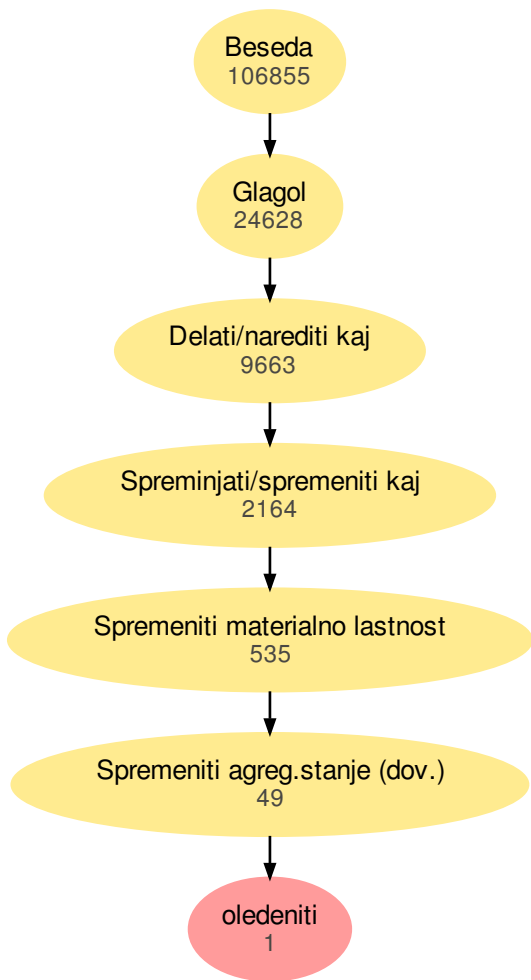 Beseda
106855
Glagol
24628
Delati/narediti kaj
9663
Spreminjati/spremeniti kaj
2164
Spremeniti materialno lastnost
535
Spremeniti agreg.stanje (dov.)
49
oledeniti
1